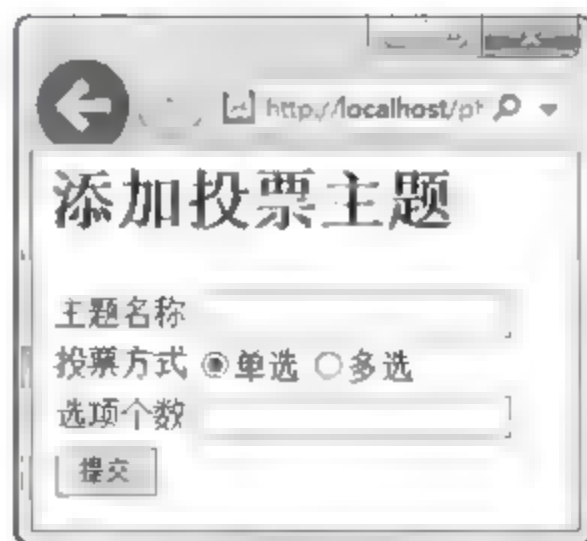 http://localhost/ph
添加投票主题
主题名称
投票方式 单选 多选
选项个数
提交